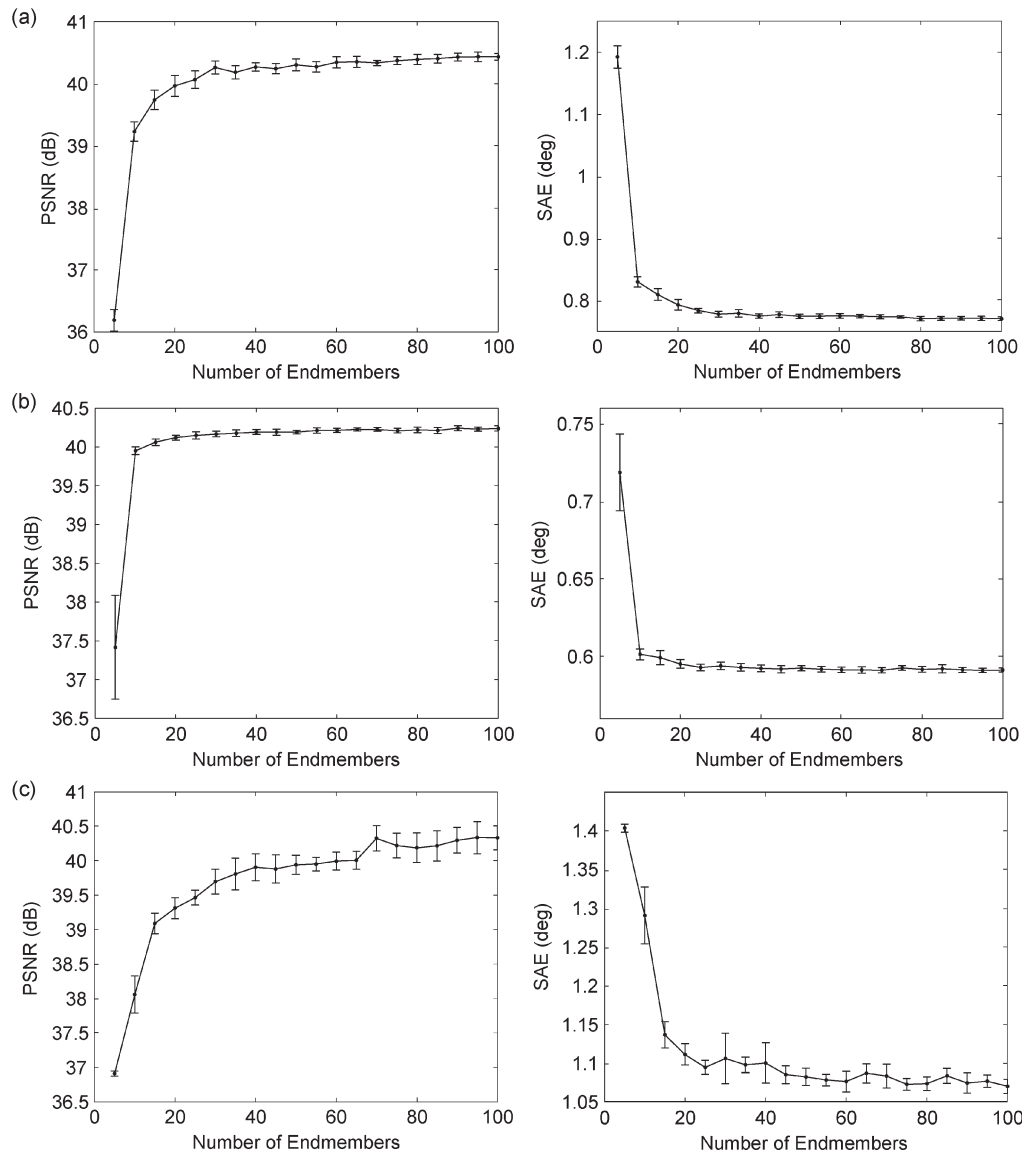 (a)
41
40
39
38
37
36
PSNR (dB)
0 20 40 60 80 100
Number of Endmembers
1.2
1.1
1
0.9
0.8
SAE (deg)
0 20 40 60 80 100
Number of Endmembers
(b)
40.5
40
39.5
39
38.5
38
37.5
37
36.5
PSNR (dB)
0 20 40 60 80 100
Number of Endmembers
0.75
0.7
0.65
0.6
SAE (deg)
0 20 40 60 80 100
Number of Endmembers
(c)
41
40.5
40
39.5
39
38.5
38
37.5
37
36.5
PSNR (dB)
0 20 40 60 80 100
Number of Endmembers
1.4
1.35
1.3
1.25
1.2
1.15
1.1
1.05
SAE (deg)
0 20 40 60 80 100
Number of Endmembers